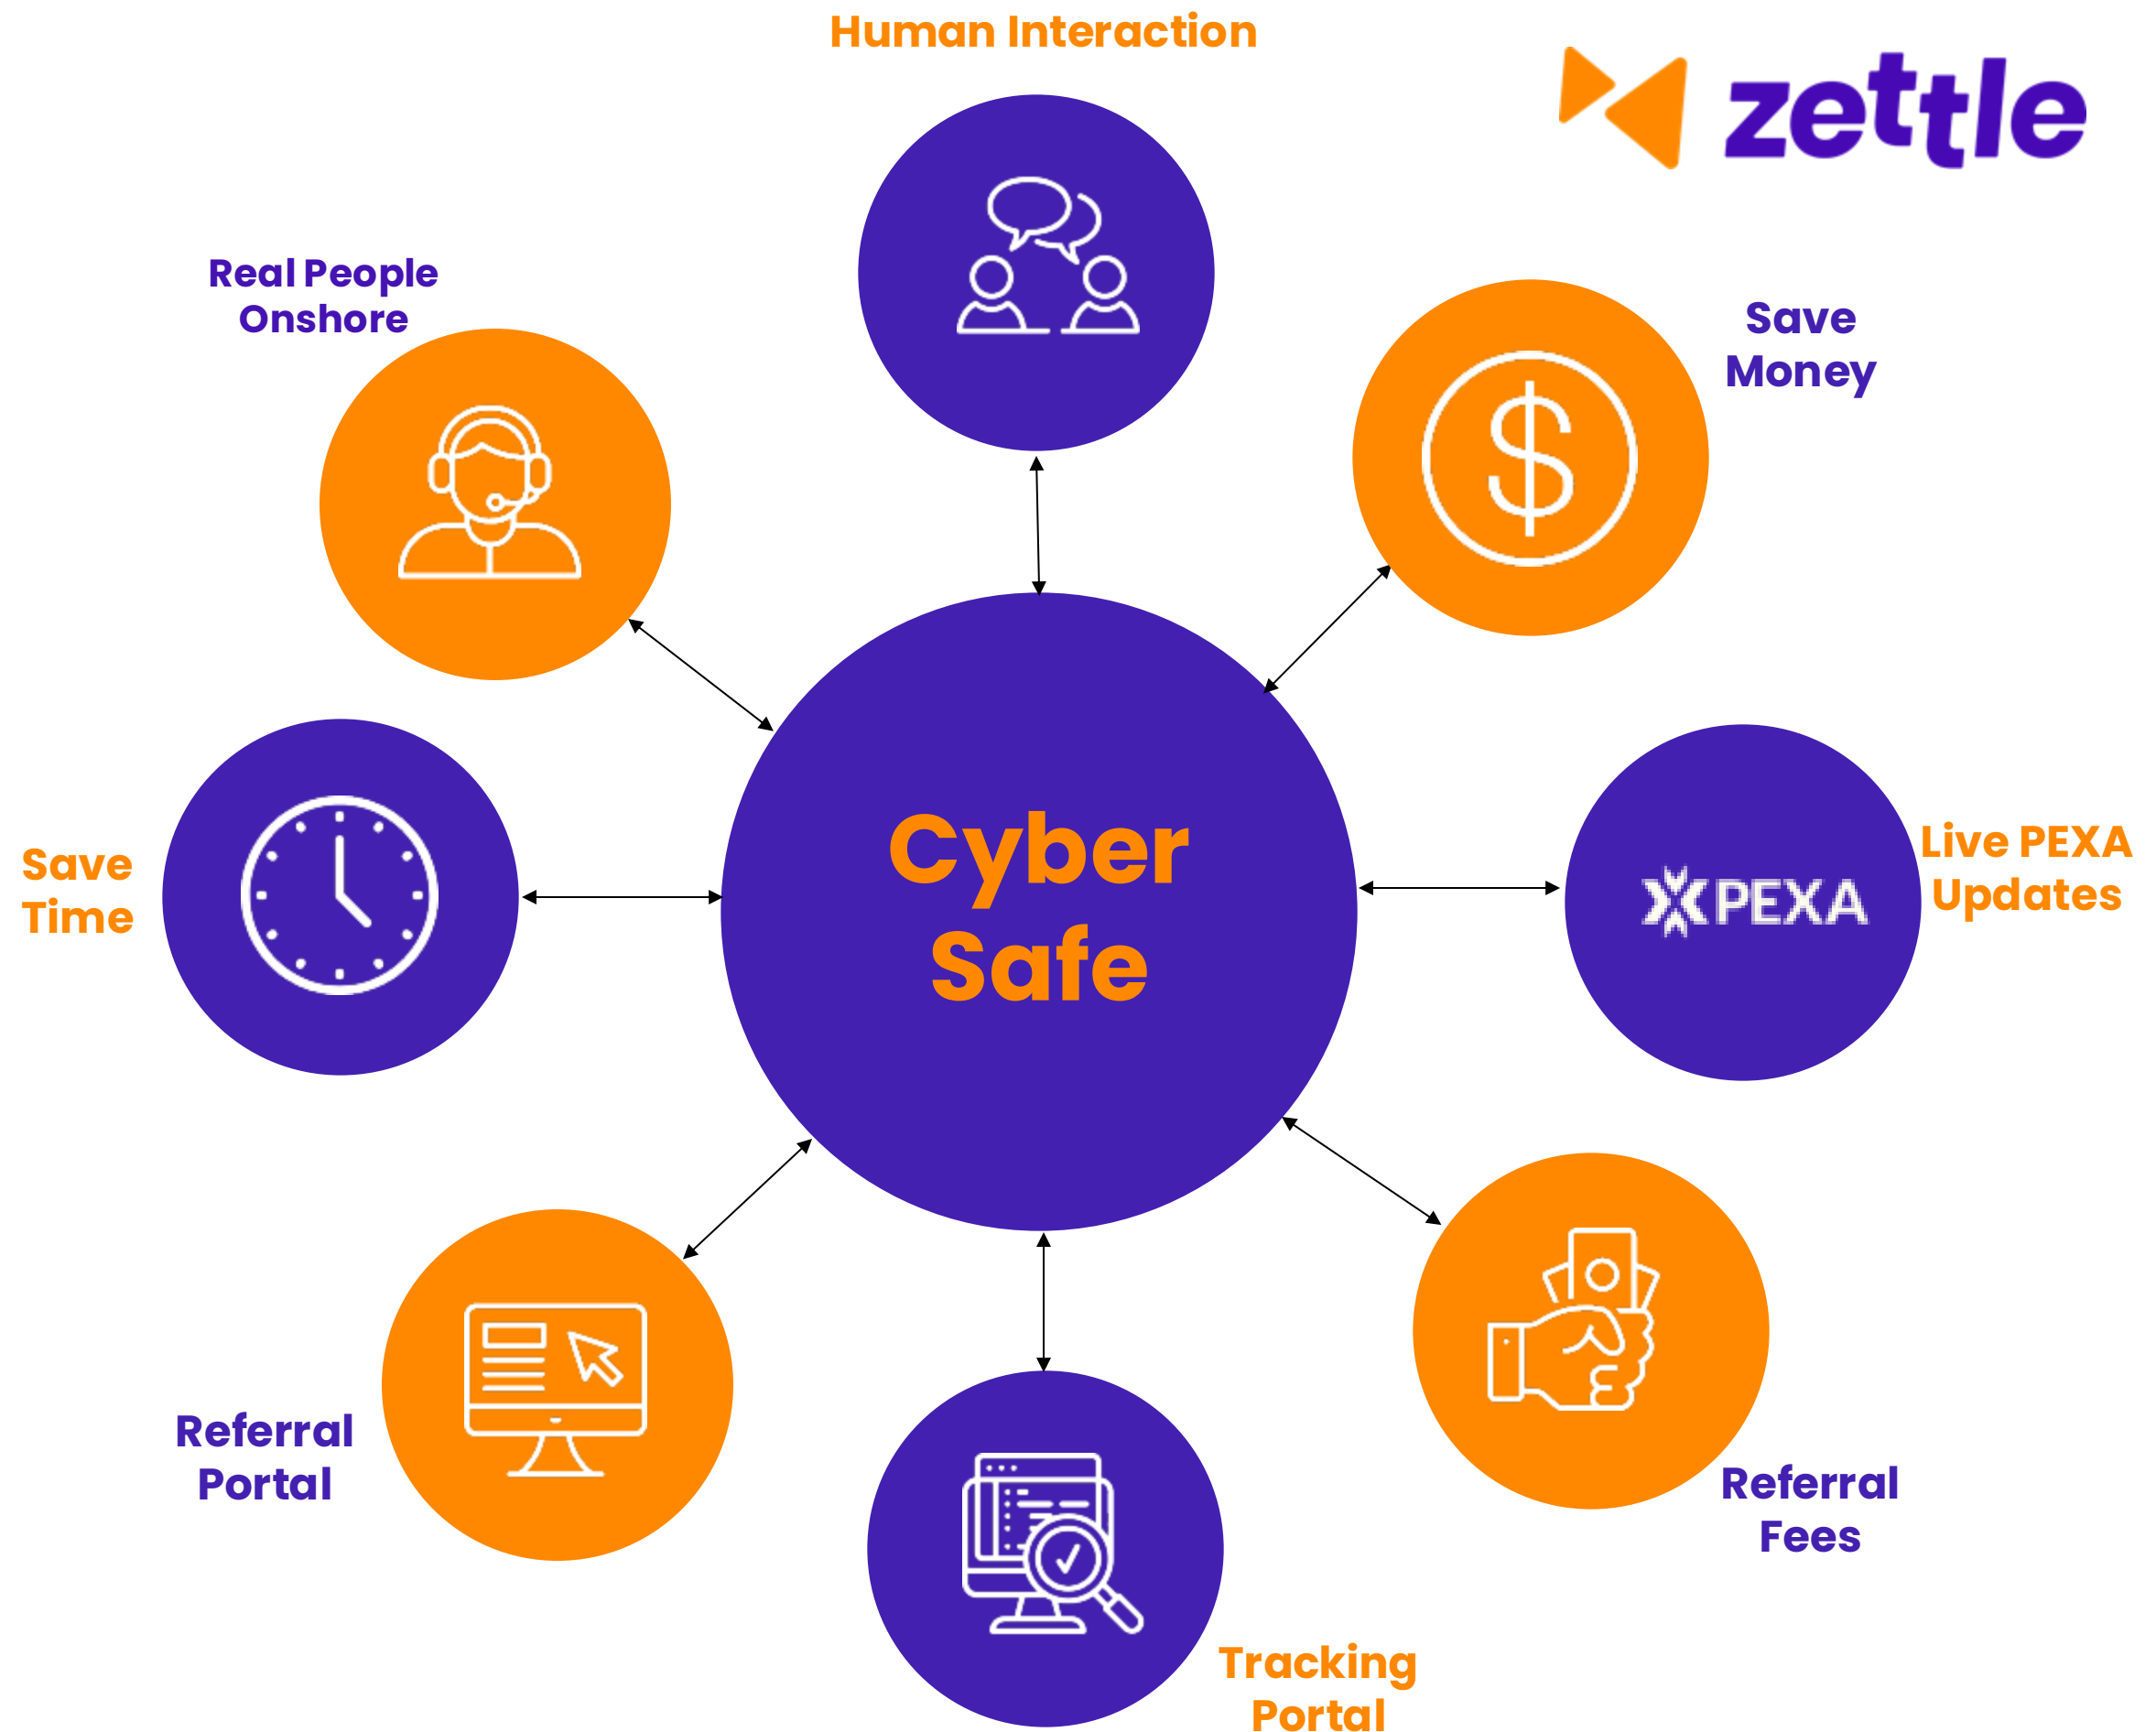 Human Interaction
zettle
Real People
Onshore
Save
Money
$
Cyber
Safe
Save
Time
PEXA
Live PEXA
Updates
Referral
Portal
Referral
Fees
Tracking
Portal